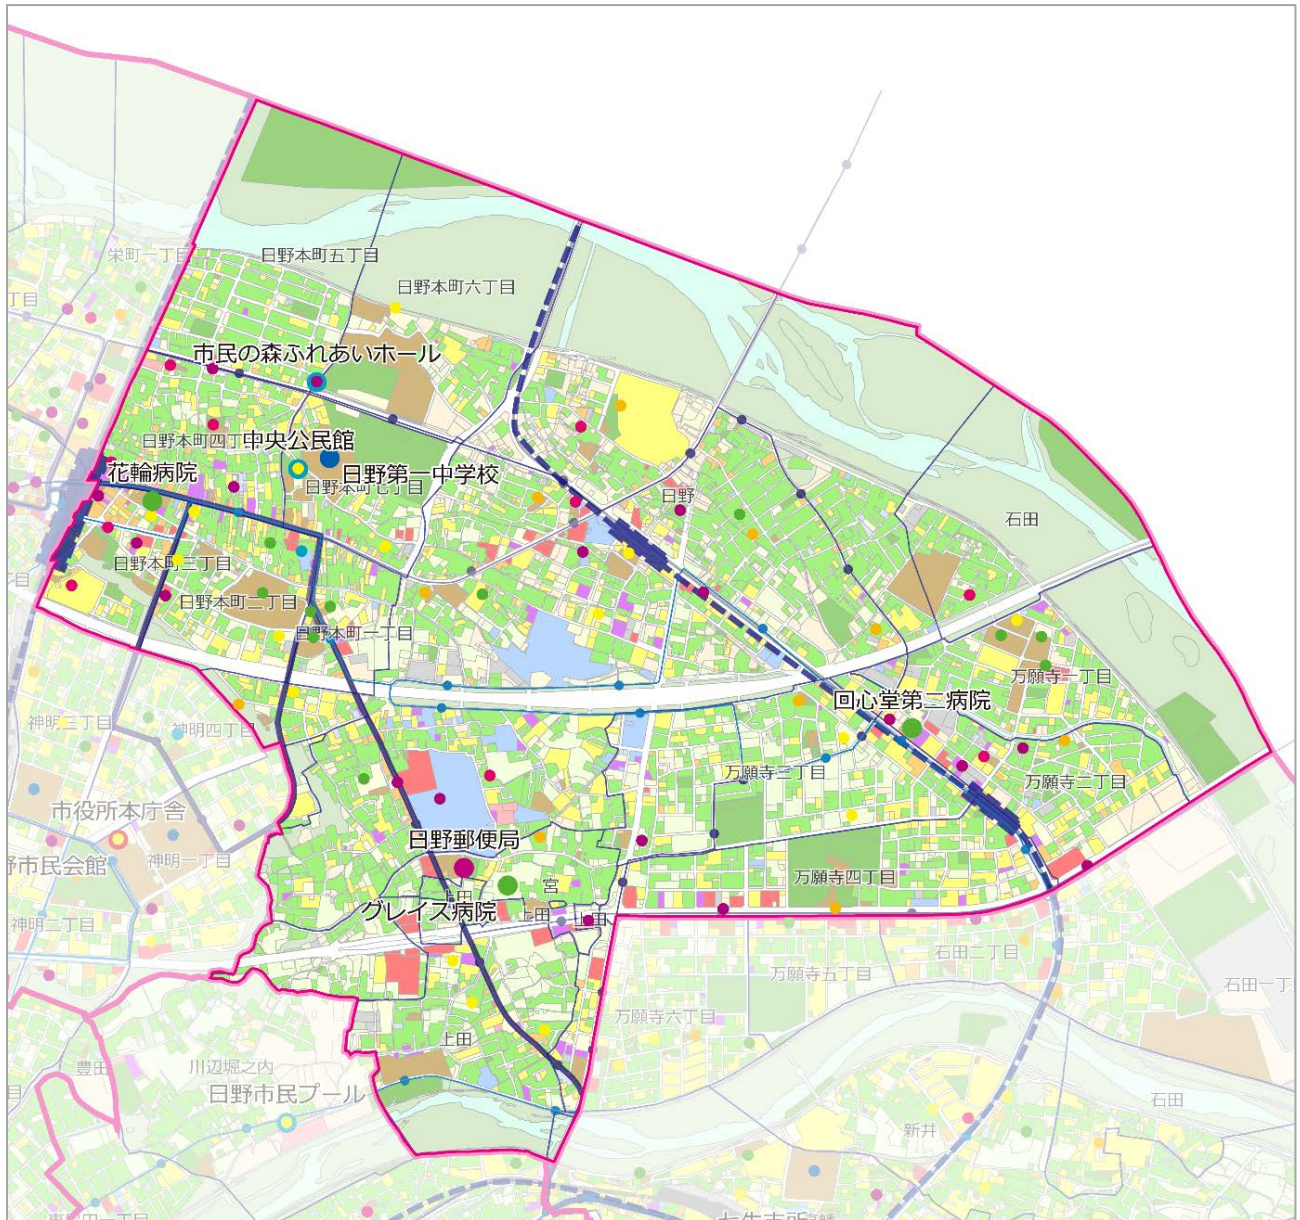 栄町一丁目
日野本町五丁目
日野本町六丁目
丁目
市民の森ふれあいホール
日野本町四丁目
中央公民館
花輪病院
日野第一中学校
日野本町七丁目
日野
石田
日野本町三丁目
日野本町二丁目
日野本町一丁目
万願寺一丁目
回心堂第二病院
神明三丁目
神明四丁目
万願寺三丁目
万願寺二丁目
市役所本庁舎
日野郵便局
野市民会館
神明一丁目
万願寺四丁目
宮
上田
グレイス病院
上田
上田
神明二丁目
石田二丁目
万願寺五丁目
石田一丁
万願寺六丁目
上田
豊田
川辺堀之内
日野市民プール
石田
新井